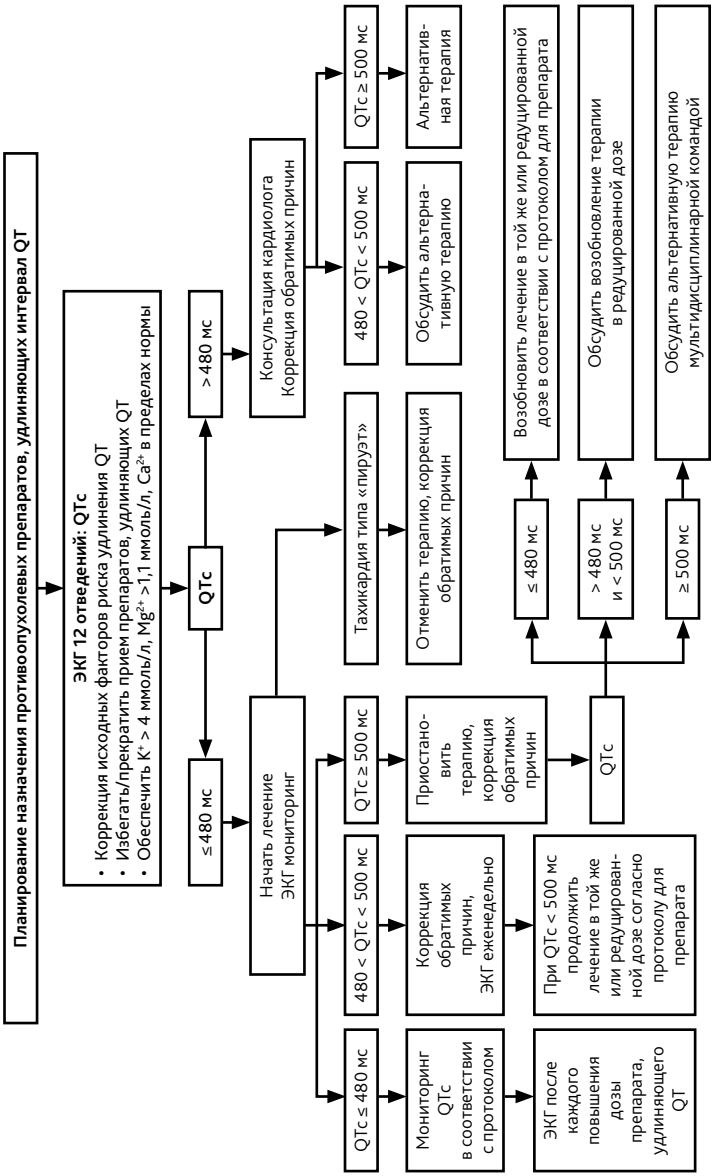 Планирование назначения противоопухолевых препаратов, удлиняющих интервал QT
ЭКГ 12 отведений: QTc
• Коррекция исходных факторов риска удлинения QT
• Избегать/прекратить прием препаратов, удлиняющих QT
• Обеспечить K⁺ > 4 ммоль/л, Mg²⁺ >1,1 ммоль/л, Ca²⁺ в пределах нормы
QTc
≤ 480 мс
> 480 мс
Начать лечение
ЭКГ мониторинг
Консультация кардиолога
Коррекция обратимых причин
QTc ≤ 480 мс
480 < QTc < 500 мс
QTc ≥ 500 мс
Тахикардия типа «пируэт»
480 < QTc < 500 мс
QTc ≥ 500 мс
Мониторинг
QTc
в соответствии
с протоколом
Коррекция
обратимых
причин,
ЭКГ еженедельно
Приостано-
вить
терапию,
коррекция
обратимых
причин
Отменить терапию, коррекция
обратимых причин
Обсудить альтерна-
тивную терапию
Альтернатив-
ная терапия
ЭКГ после
каждого
повышения
дозы
препарата,
удлиняющего
QT
При QTc < 500 мс
продолжить
лечение в той же
или редуцирован-
ной дозе согласно
протоколу для
препарата
QTc
≤ 480 мс
Возобновить лечение в той же или редуцированной
дозе в соответствии с протоколом для препарата
> 480 мс
и < 500 мс
Обсудить возобновление терапии
в редуцированной дозе
≥ 500 мс
Обсудить альтернативную терапию
мультидисциплинарной командой